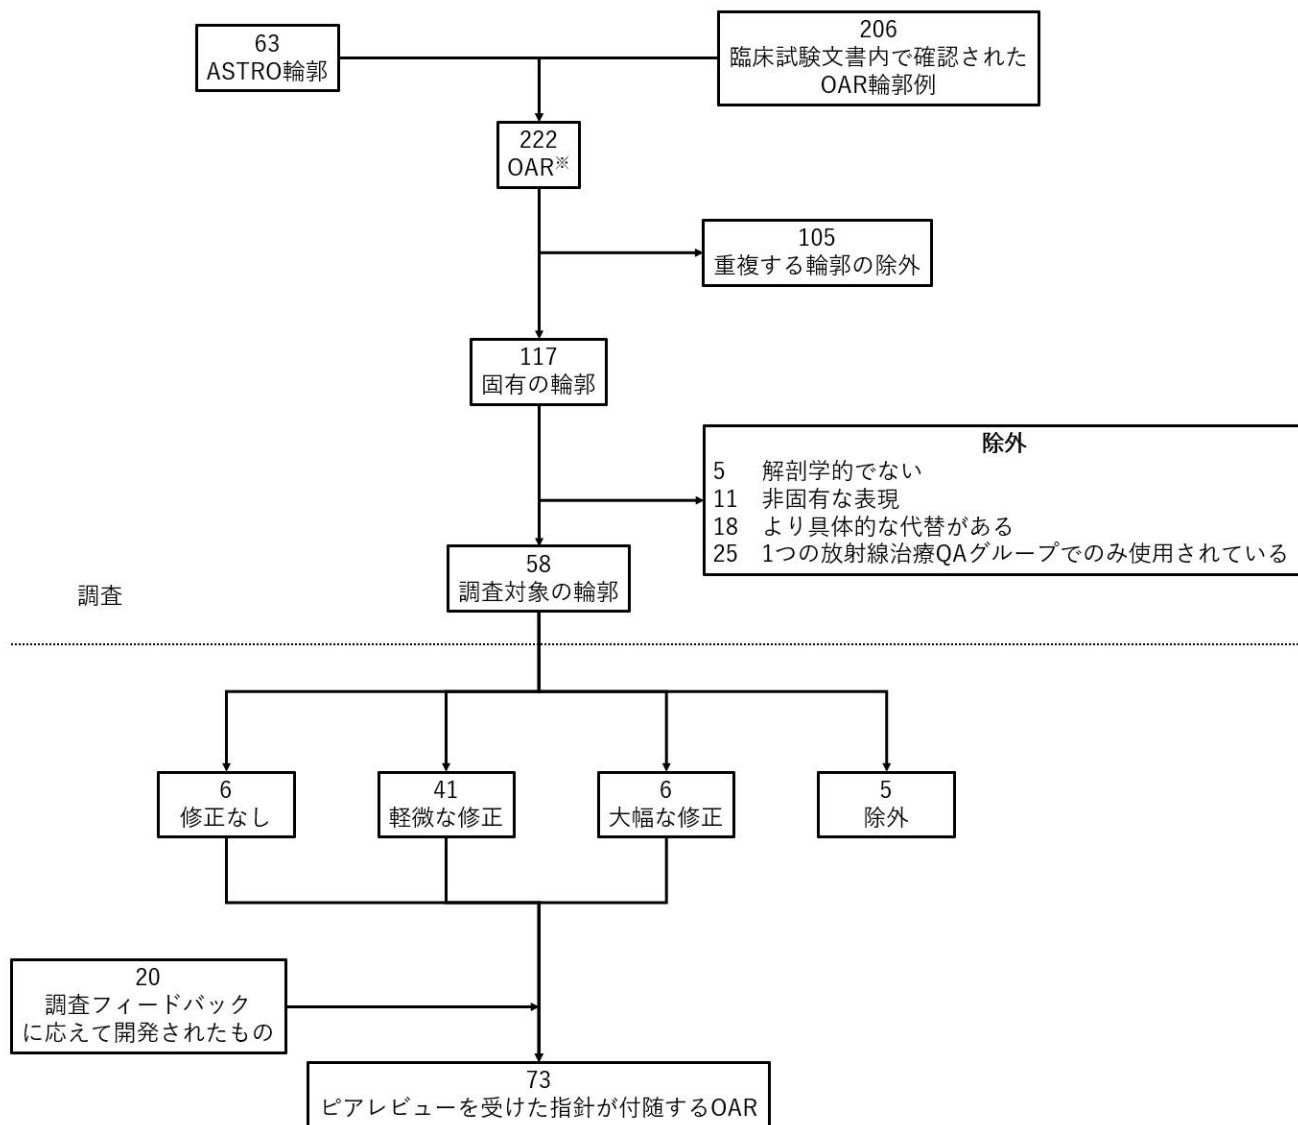 63
ASTRO輪郭
206
臨床試験文書内で確認された
OAR輪郭例
222
OAR※
105
重複する輪郭の除外
117
固有の輪郭
除外
5 解剖学的でない
11 非固有な表現
18 より具体的な代替がある
25 1つの放射線治療QAグループでのみ使用されている
58
調査対象の輪郭
調査
6
修正なし
41
軽微な修正
6
大幅な修正
5
除外
20
調査フィードバック
に応えて開発されたもの
73
ピアレビューを受けた指針が付随するOAR